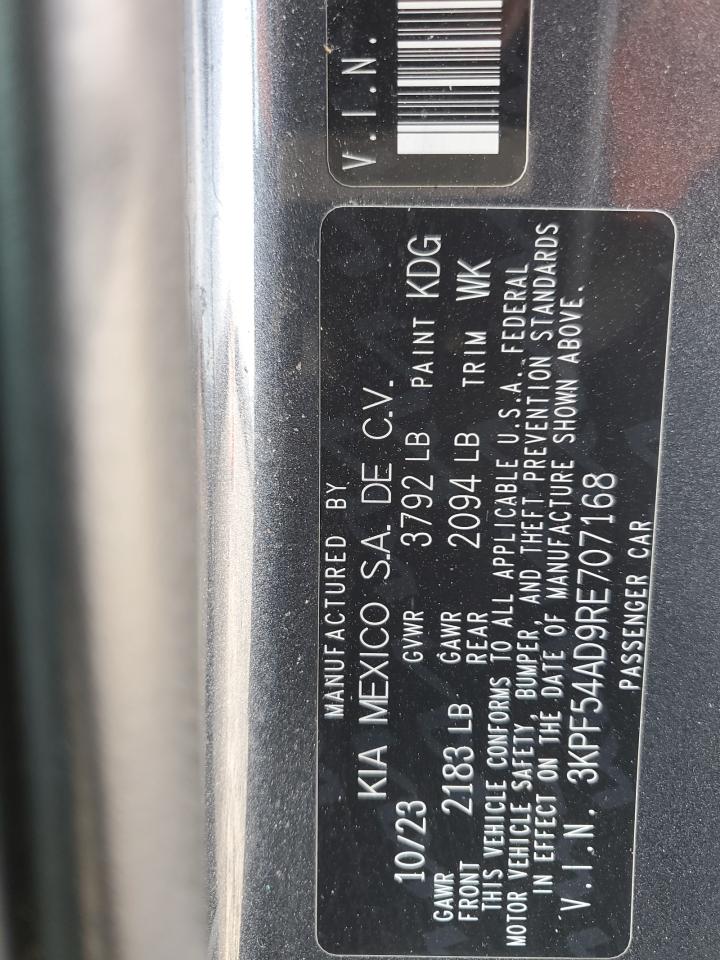 V.I.N.
MANUFACTURED BY
KIA MEXICO S.A. DE C.V.
10/23 GVWR 3792 LB PAINT KDG
GAWR FRONT 2183 LB GAWR REAR 2094 LB TRIM WK
THIS VEHICLE CONFORMS TO ALL APPLICABLE U.S.A. FEDERAL
MOTOR VEHICLE SAFETY, BUMPER, AND THEFT PREVENTION STANDARDS
IN EFFECT ON THE DATE OF MANUFACTURE SHOWN ABOVE.
V.I.N. 3KPF54AD9RE707168
PASSENGER CAR